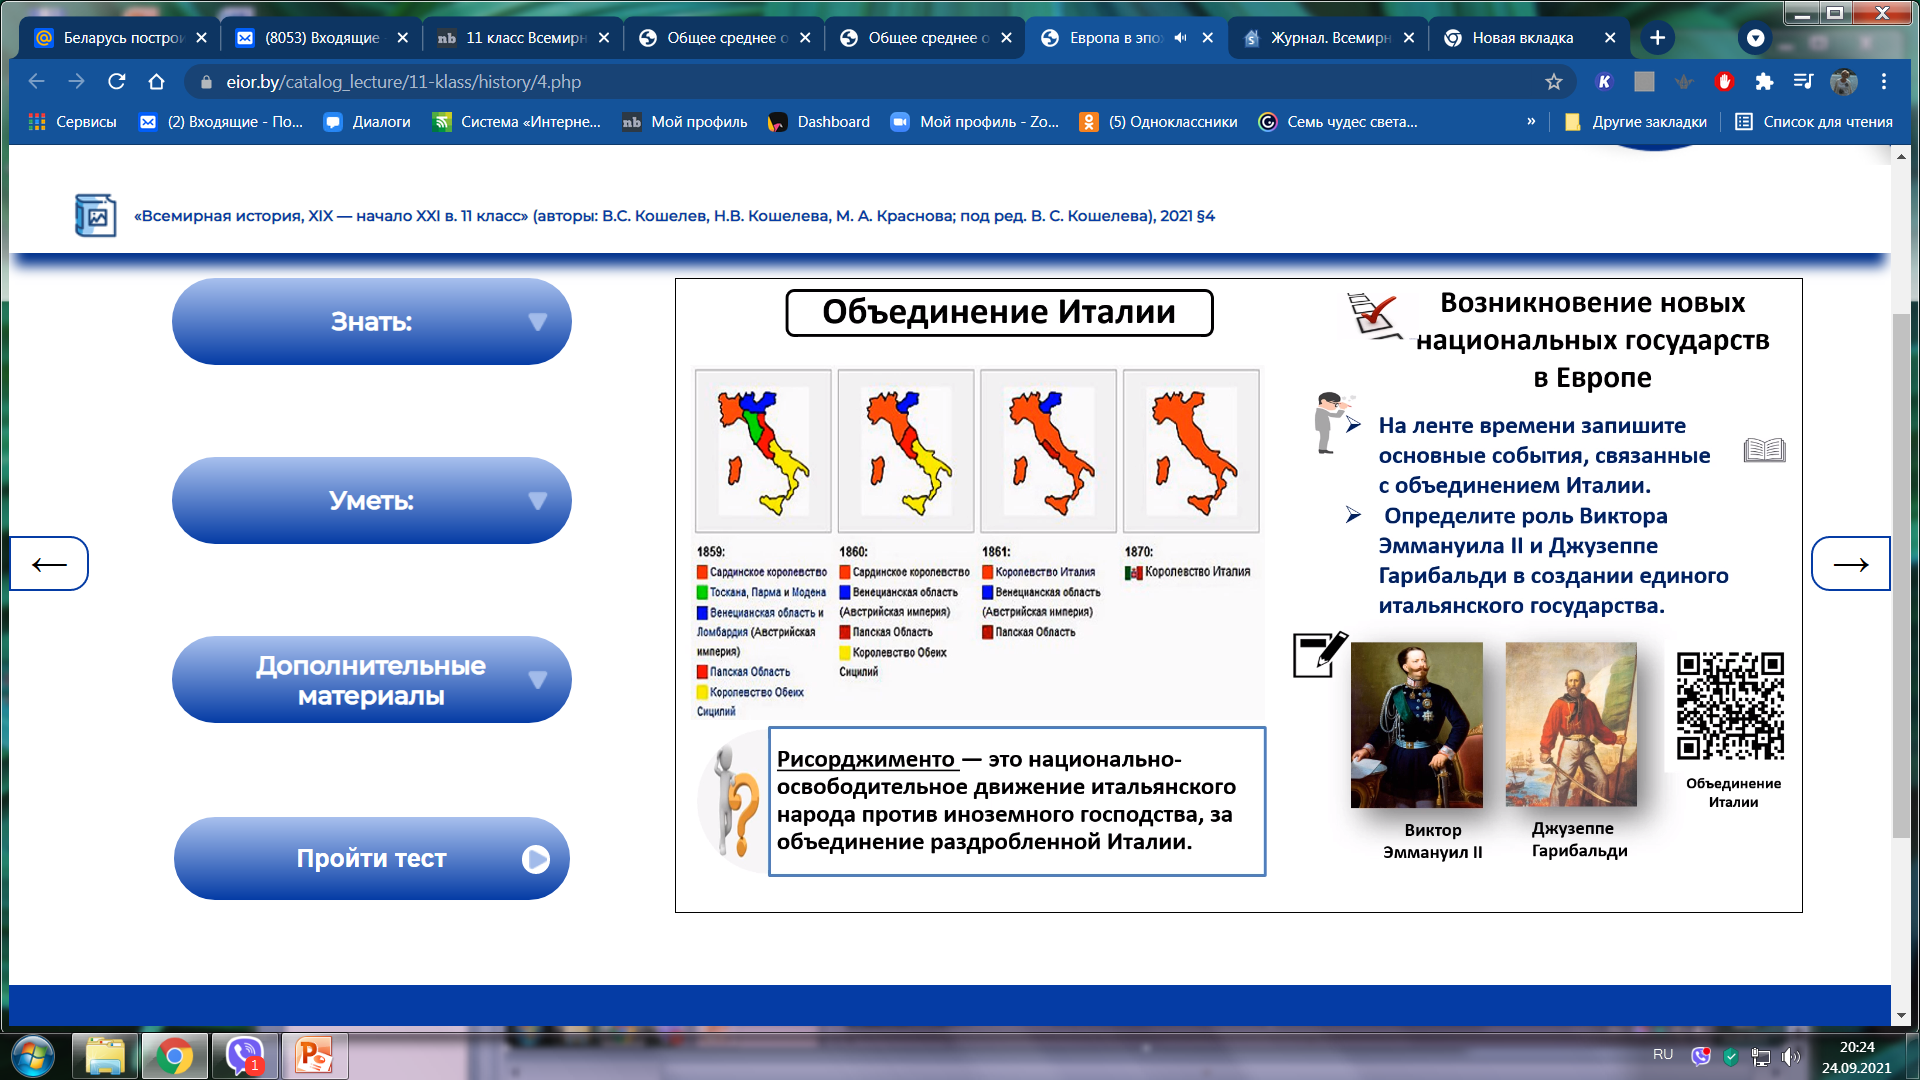 Беларусь построи
(8053) Входящие -
11 класс Всемирн
Общее среднее о
Общее среднее о
Европа в эпох
Журнал. Всемирн
Новая вкладка
eior.by/catalog_lecture/11-klass/history/4.php
Сервисы
(2) Входящие - По...
Диалоги
Система «Интерне...
Мой профиль
Dashboard
Мой профиль - Zo...
(5) Одноклассники
Семь чудес света...
»
Другие закладки
Список для чтения
«Всемирная история, XIX — начало XXI в. 11 класс» (авторы: В.С. Кошелев, Н.В. Кошелева, М. А. Краснова; под ред. В. С. Кошелева), 2021 §4
Знать:
Уметь:
Дополнительные
материалы
Пройти тест
Объединение Италии
1859:
Сардинское королевство
Тоскана, Парма и Модена
Венецианская область и
Ломбардия (Австрийская
империя)
Папская Область
Королевство Обеих
Сицилий
1860:
Сардинское королевство
Венецианская область
(Австрийская империя)
Папская Область
Королевство Обеих
Сицилий
1861:
Королевство Италия
Венецианская область
(Австрийская империя)
Папская Область
1870:
Королевство Италия
Рисорджименто — это национально-
освободительное движение итальянского
народа против иноземного господства, за
объединение раздробленной Италии.
Возникновение новых
национальных государств
в Европе
На ленте времени запишите
основные события, связанные
с объединением Италии.
Определите роль Виктора
Эммануила II и Джузеппе
Гарибальди в создании единого
итальянского государства.
Виктор
Эммануил II
Джузеппе
Гарибальди
Объединение
Италии
1
RU
20:24
24.09.2021